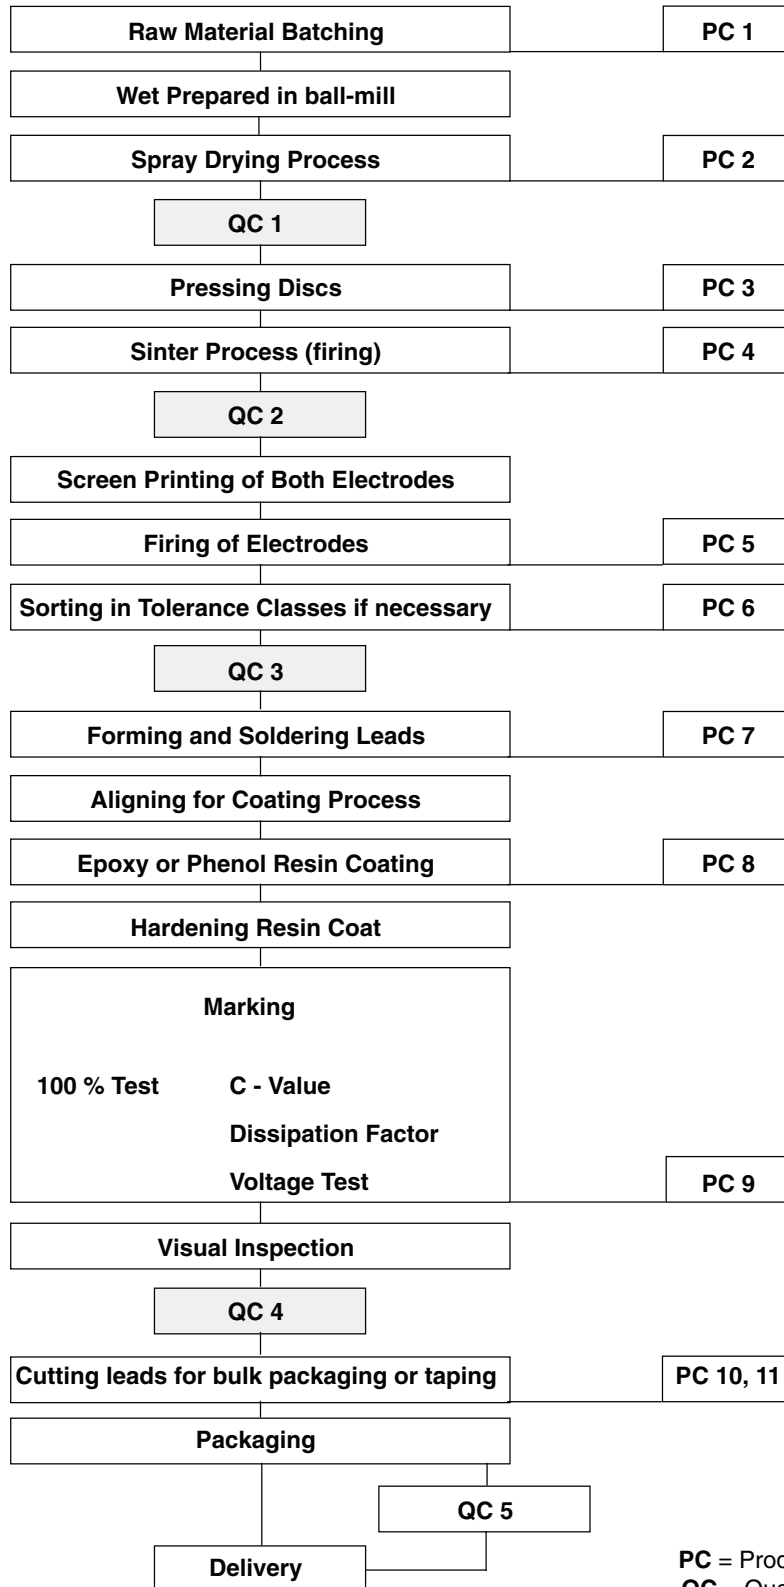 Raw Material Batching PC 1
Wet Prepared in ball-mill
Spray Drying Process PC 2
QC 1
Pressing Discs PC 3
Sinter Process (firing) PC 4
QC 2
Screen Printing of Both Electrodes
Firing of Electrodes PC 5
Sorting in Tolerance Classes if necessary PC 6
QC 3
Forming and Soldering Leads PC 7
Aligning for Coating Process
Epoxy or Phenol Resin Coating PC 8
Hardening Resin Coat
Marking
100 % Test C - Value
Dissipation Factor
Voltage Test PC 9
Visual Inspection
QC 4
Cutting leads for bulk packaging or taping PC 10, 11
Packaging
QC 5
Delivery
PC =
QC